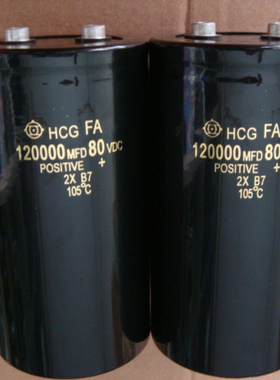 HCG FA
120000 MFD 80 VDC
POSITIVE +
2X B7
105°C
HCG FA
120000 MFD 80
POSITIVE +
2X B7
105°C